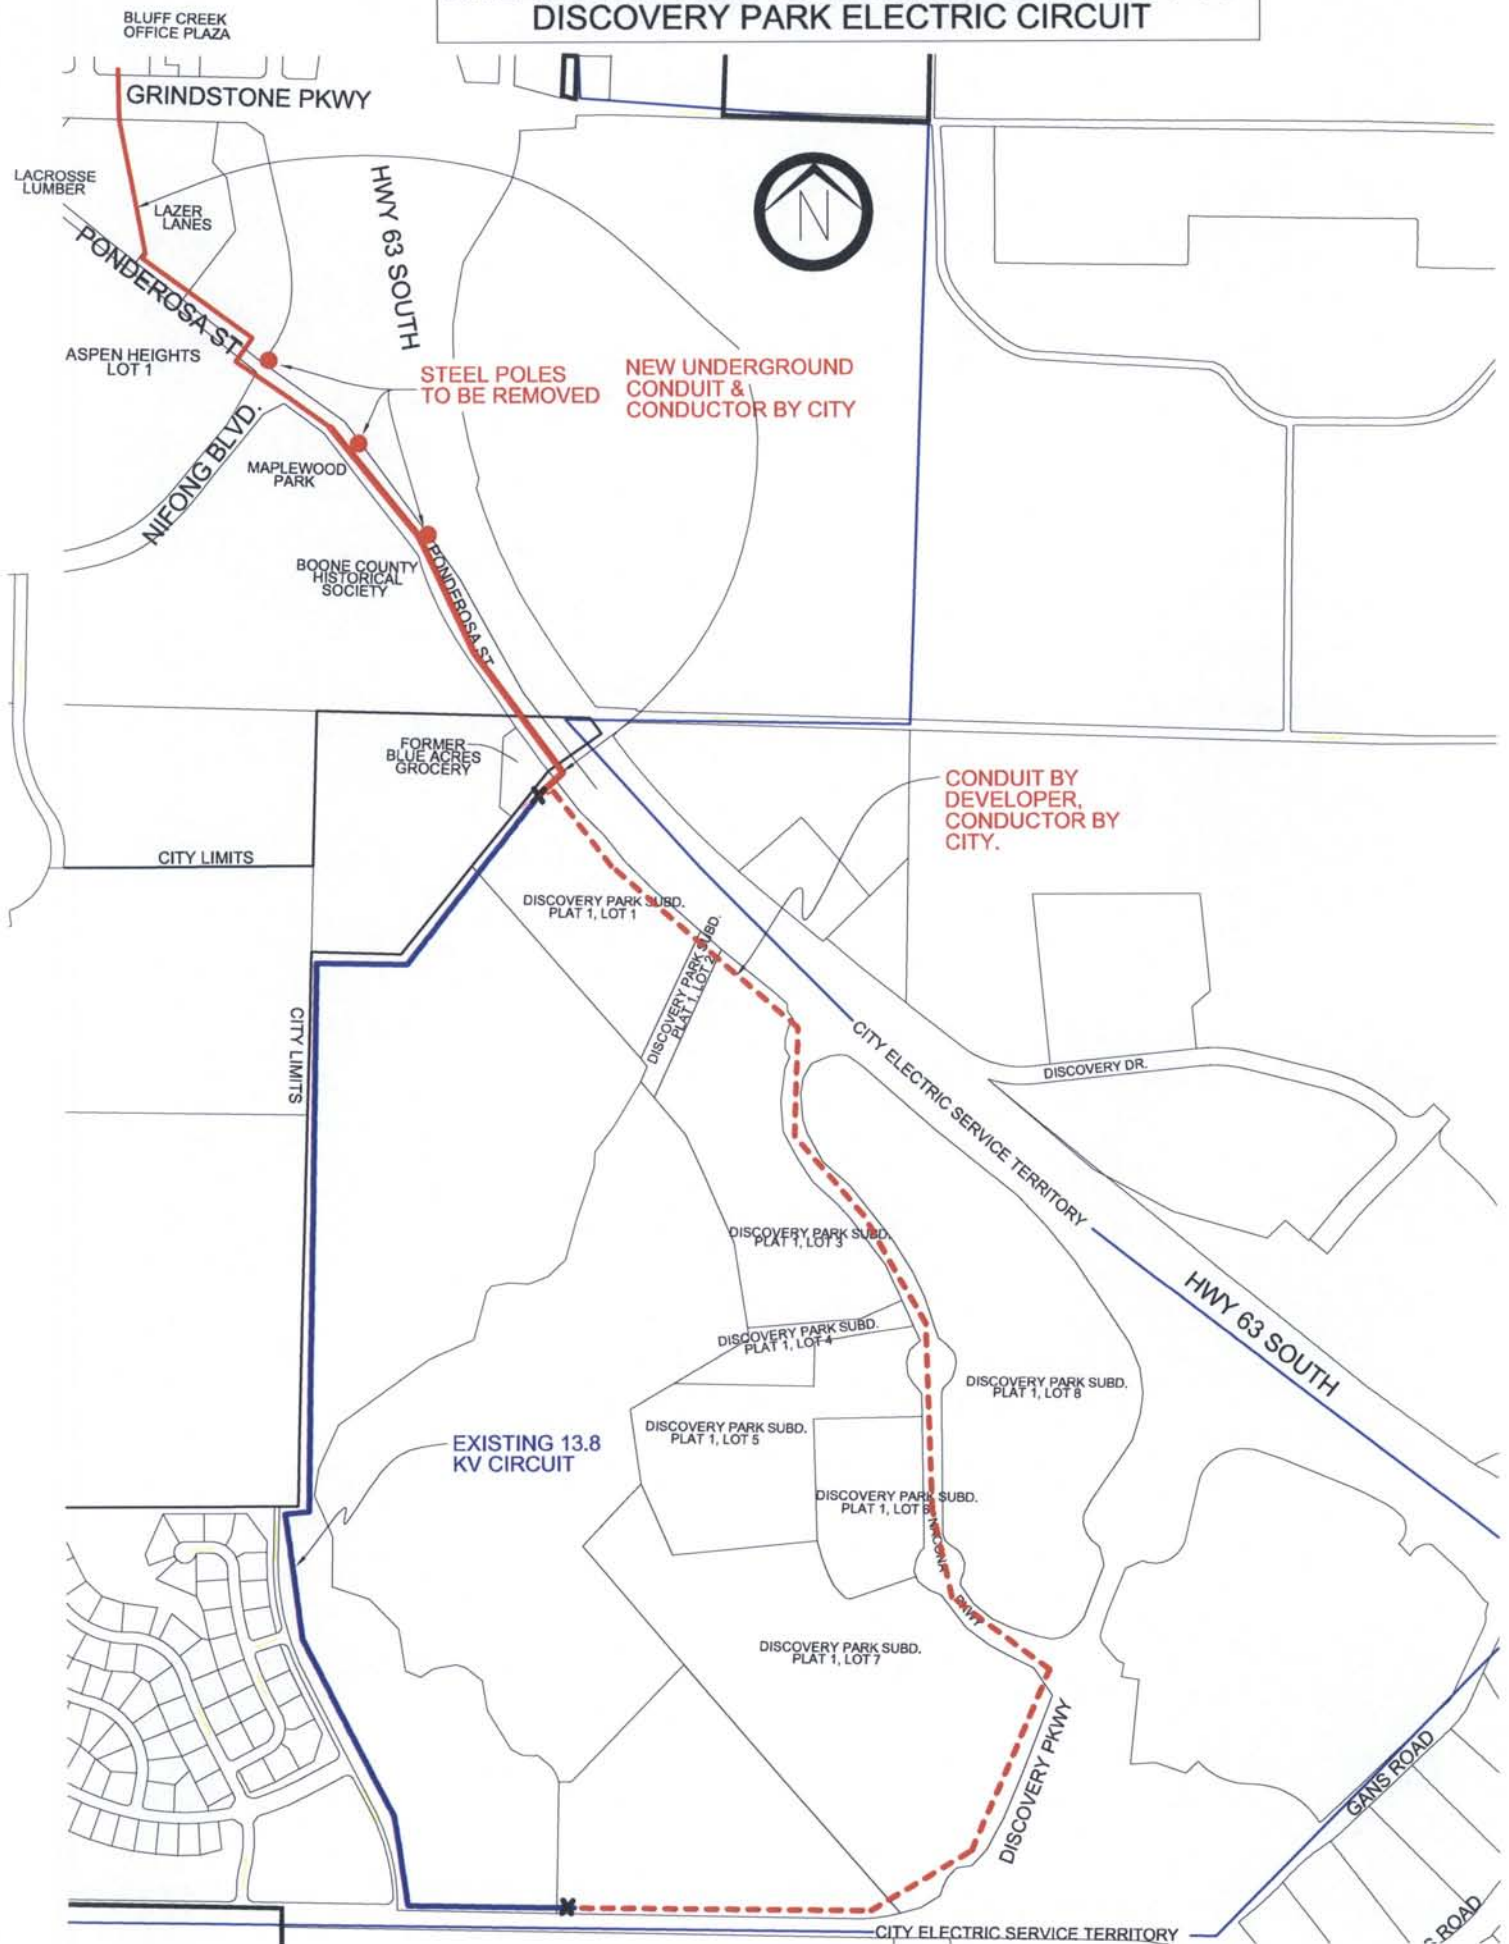 DISCOVERY PARK ELECTRIC CIRCUIT
BLUFF CREEK
OFFICE PLAZA
GRINDSTONE PKWY
LACROSSE
LUMBER
LAZER
LANES
HWY 63 SOUTH
N
PONDEROSA ST
ASPEN HEIGHTS
LOT 1
STEEL POLES
TO BE REMOVED
NEW UNDERGROUND
CONDUIT &
CONDUCTOR BY CITY
NIFONG BLVD.
MAPLEWOOD
PARK
BOONE COUNTY
HISTORICAL
SOCIETY
PONDEROSA ST
FORMER
BLUE ACRES
GROCERY
CONDUIT BY
DEVELOPER,
CONDUCTOR BY
CITY.
CITY LIMITS
DISCOVERY PARK SUBD.
PLAT 1, LOT 1
DISCOVERY PARK SUBD.
PLAT 1, LOT 2
CITY LIMITS
CITY ELECTRIC SERVICE TERRITORY
DISCOVERY DR.
DISCOVERY PARK SUBD.
PLAT 1, LOT 3
HWY 63 SOUTH
DISCOVERY PARK SUBD.
PLAT 1, LOT 4
DISCOVERY PARK SUBD.
PLAT 1, LOT 8
DISCOVERY PARK SUBD.
PLAT 1, LOT 5
EXISTING 13.8
KV CIRCUIT
DISCOVERY PARK SUBD.
PLAT 1, LOT 6
PKWY
DISCOVERY PARK SUBD.
PLAT 1, LOT 7
DISCOVERY PKWY
GANS ROAD
ROAD
CITY ELECTRIC SERVICE TERRITORY